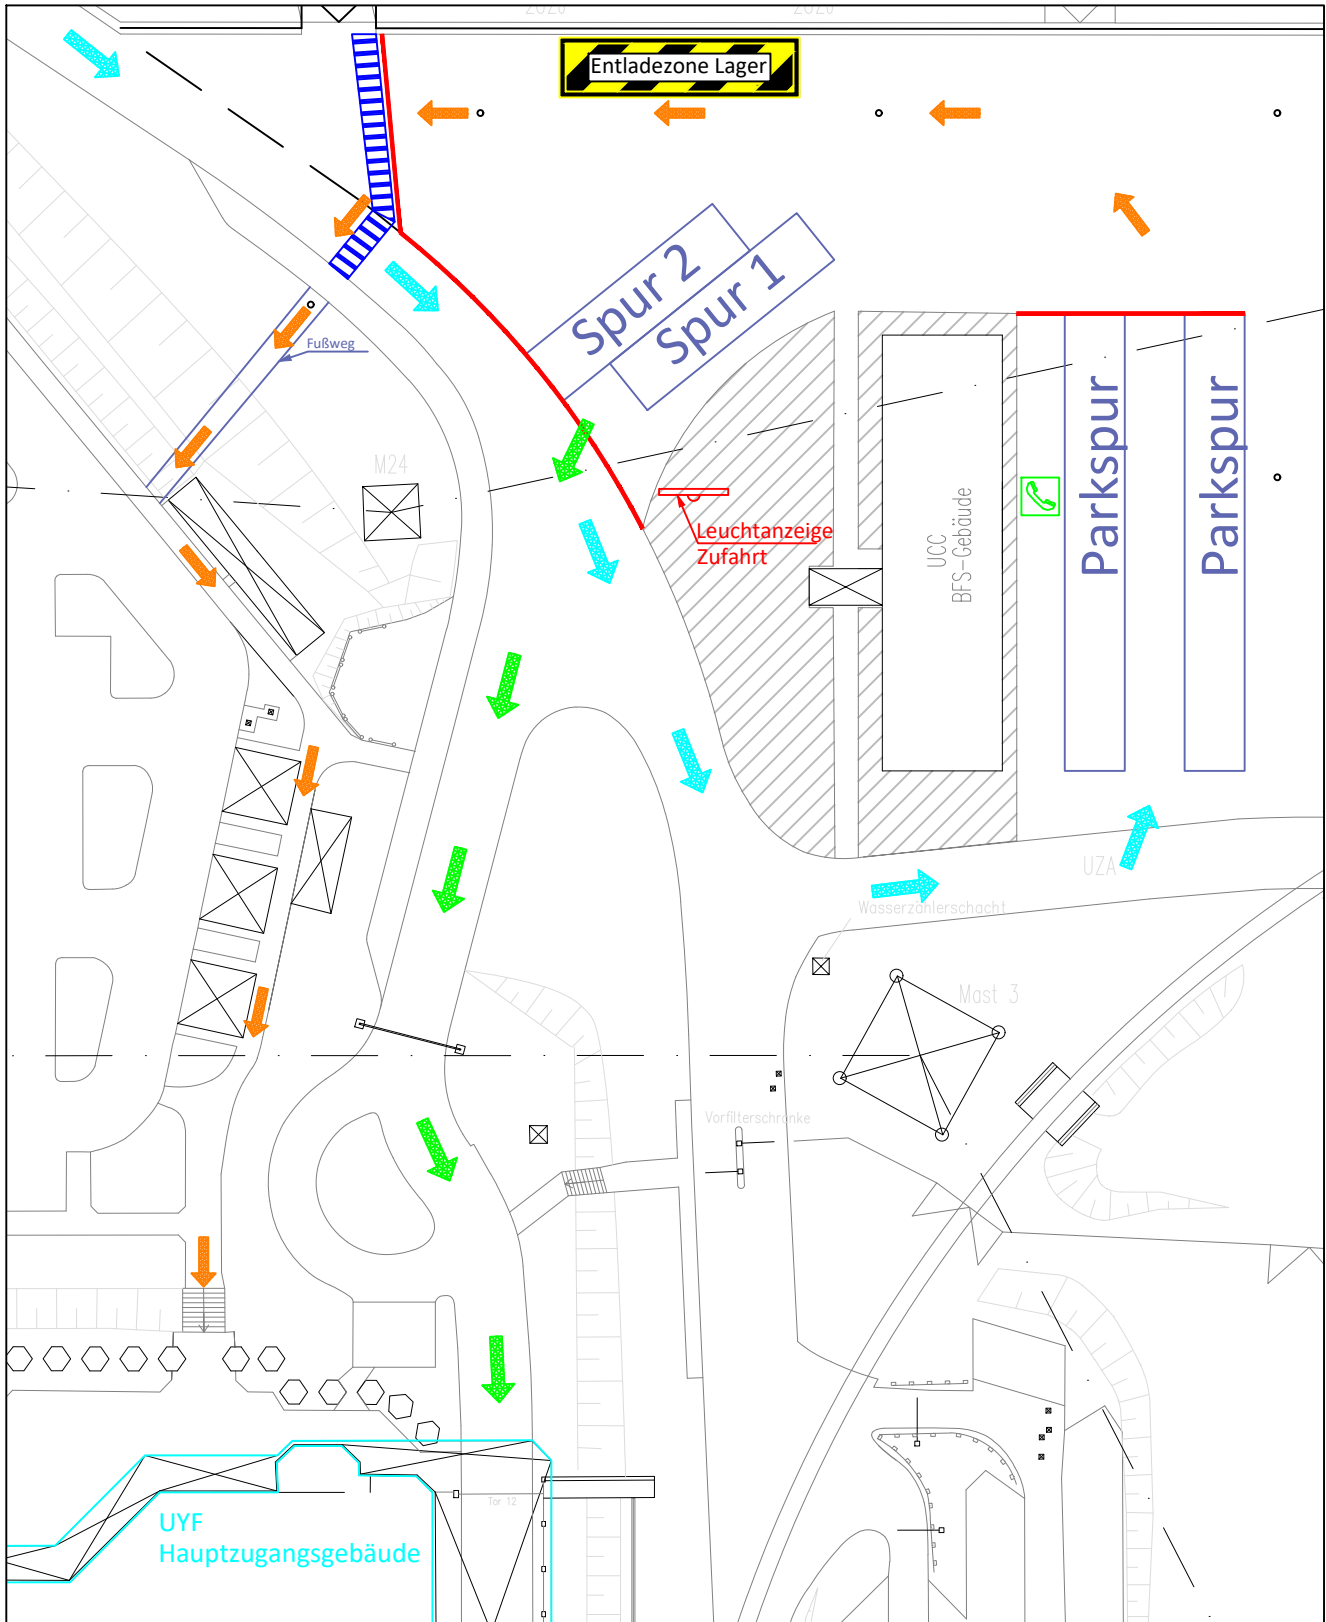 Entladezone Lager
Spur 2
Spur 1
Fußweg
M24
Leuchtanzeige
Zufahrt
UCC
BFS-Gebäude
Parkspur
Parkspur
UZA
Wasserzählerschacht
Mast 3
Vorfilterschränke
Tor 12
UYF
Hauptzugangsgebäude